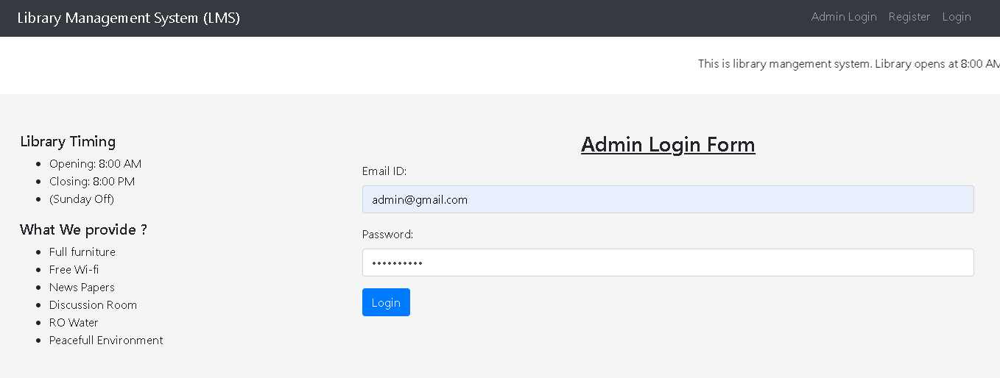 Library Management System (LMS)
Admin Login Register Login
This is library mangement system. Library opens at 8:00 AM
Library Timing
Opening: 8:00 AM
Closing: 8:00 PM
(Sunday Off)
What We provide ?
Full furniture
Free Wi-fi
News Papers
Discussion Room
RO Water
Peacefull Environment
Admin Login Form
Email ID:
admin@gmail.com
Password:
••••••••••
Login